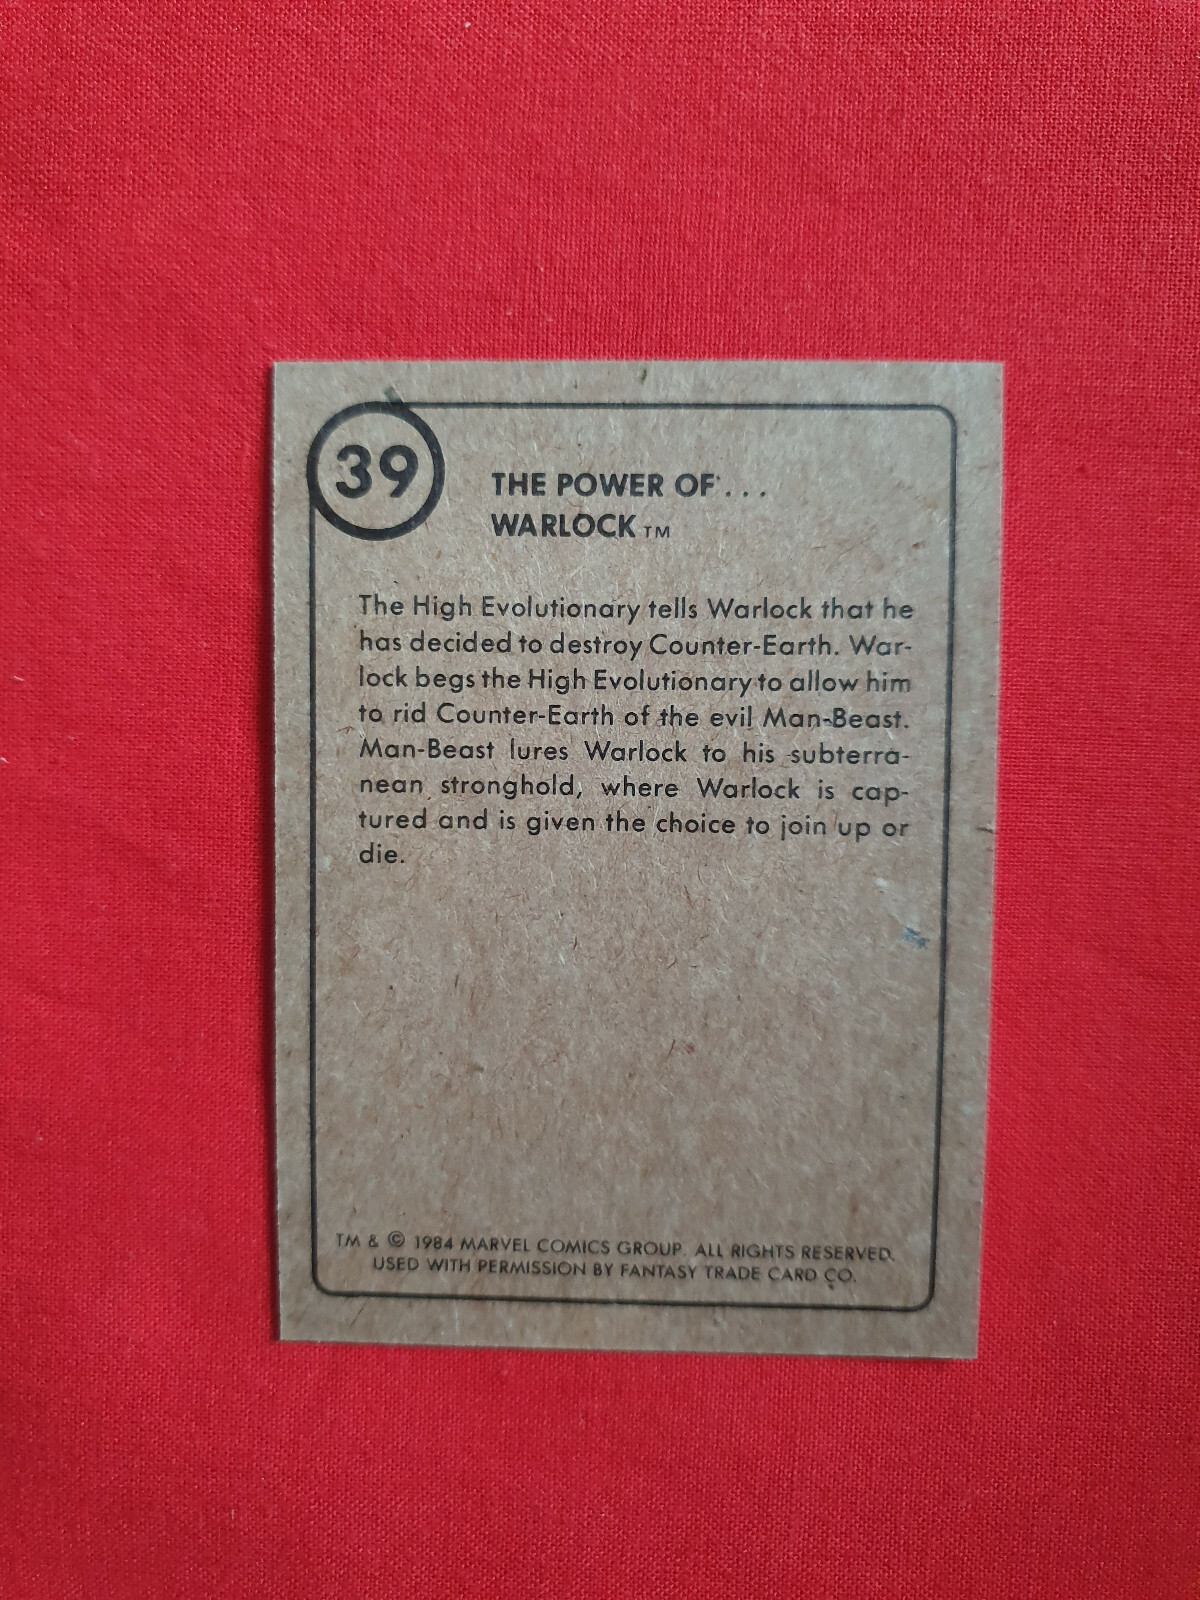 39
THE POWER OF . . .
WARLOCK TM
The High Evolutionary tells Warlock that he
has decided to destroy Counter-Earth. War-
lock begs the High Evolutionary to allow him
to rid Counter-Earth of the evil Man-Beast.
Man-Beast lures Warlock to his subterra-
nean stronghold, where Warlock is cap-
tured and is given the choice to join up or
die.
TM & © 1984 MARVEL COMICS GROUP. ALL RIGHTS RESERVED.
USED WITH PERMISSION BY FANTASY TRADE CARD CO.